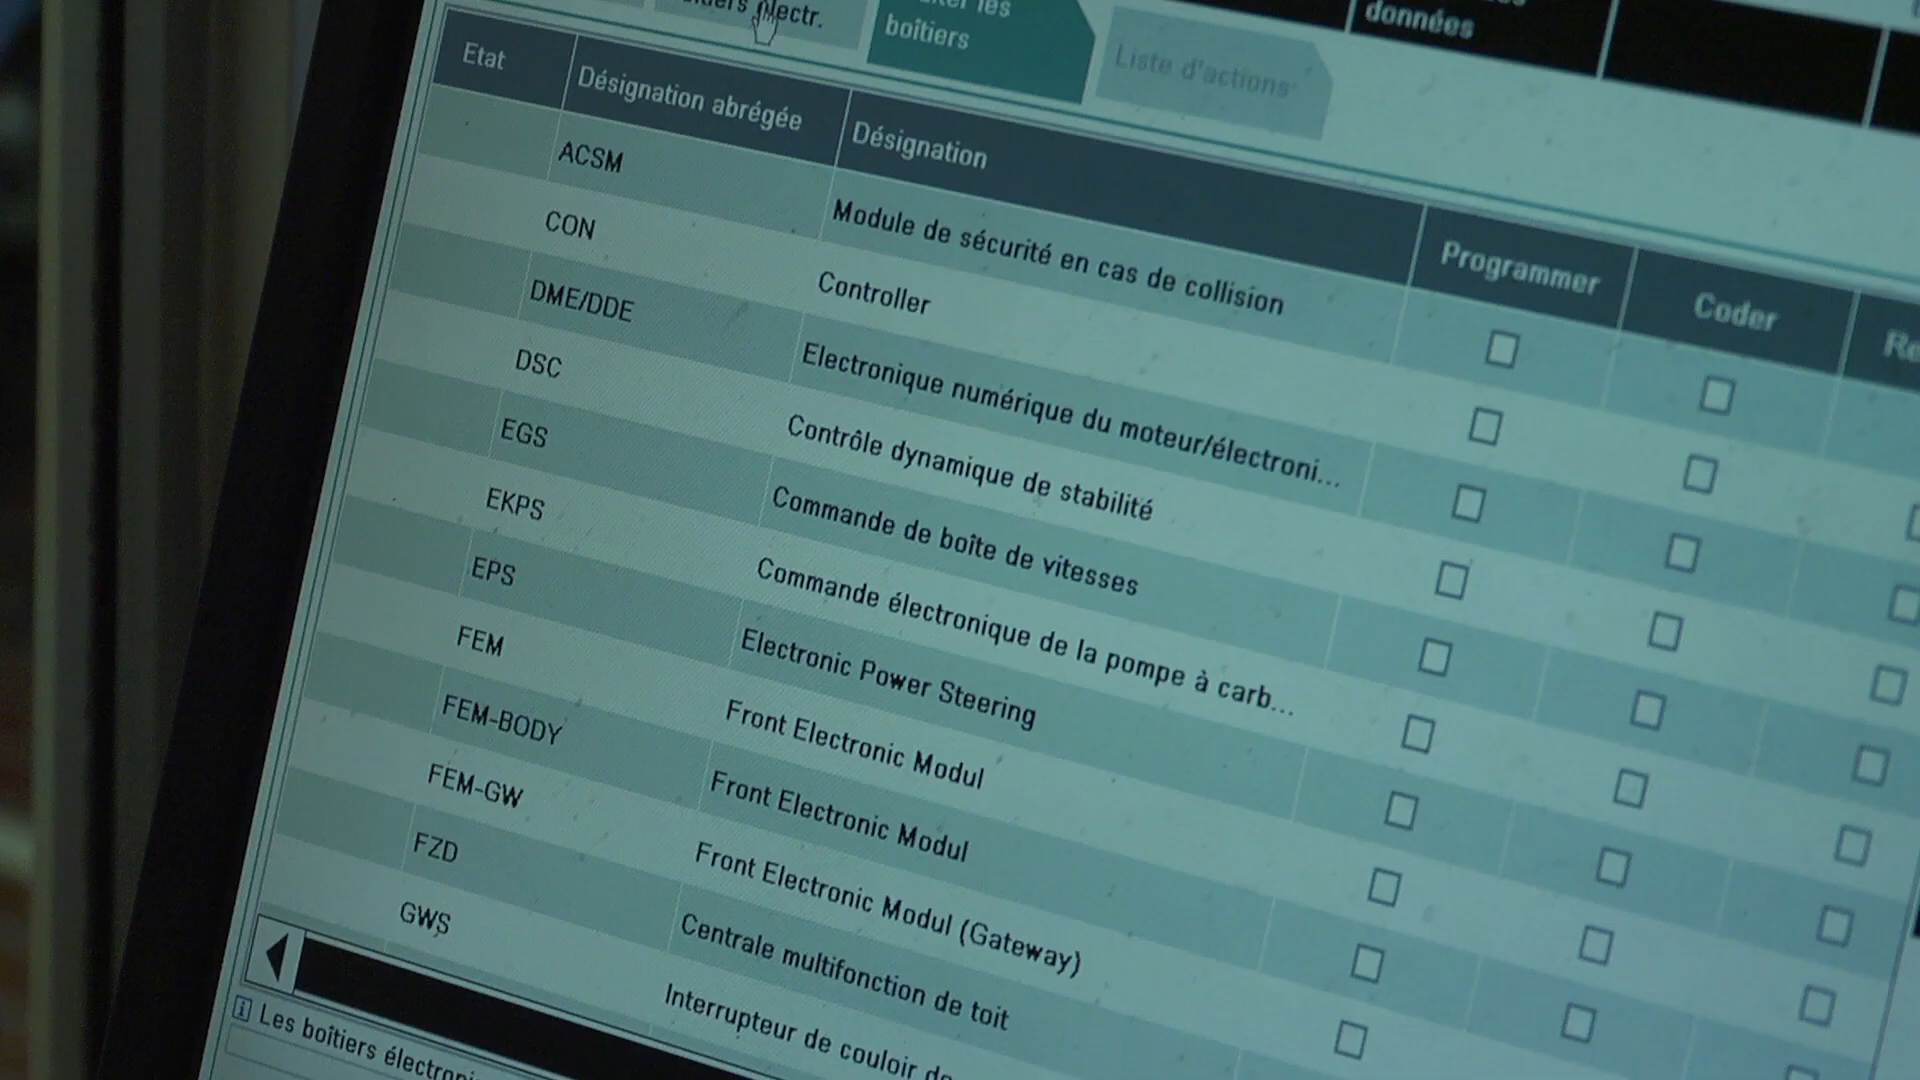 électr.
les
boîtiers
Liste d'actions
données
Etat
Désignation abrégée
Désignation
Programmer
Coder
ACSM
Module de sécurité en cas de collision
CON
Controller
DME/DDE
Electronique numérique du moteur/électroni...
DSC
Contrôle dynamique de stabilité
EGS
Commande de boîte de vitesses
EKPS
Commande électronique de la pompe à carb...
EPS
Electronic Power Steering
FEM
Front Electronic Modul
FEM-BODY
Front Electronic Modul
FEM-GW
Front Electronic Modul (Gateway)
FZD
Centrale multifonction de toit
GWS
Interrupteur de couloir
Les boîtiers